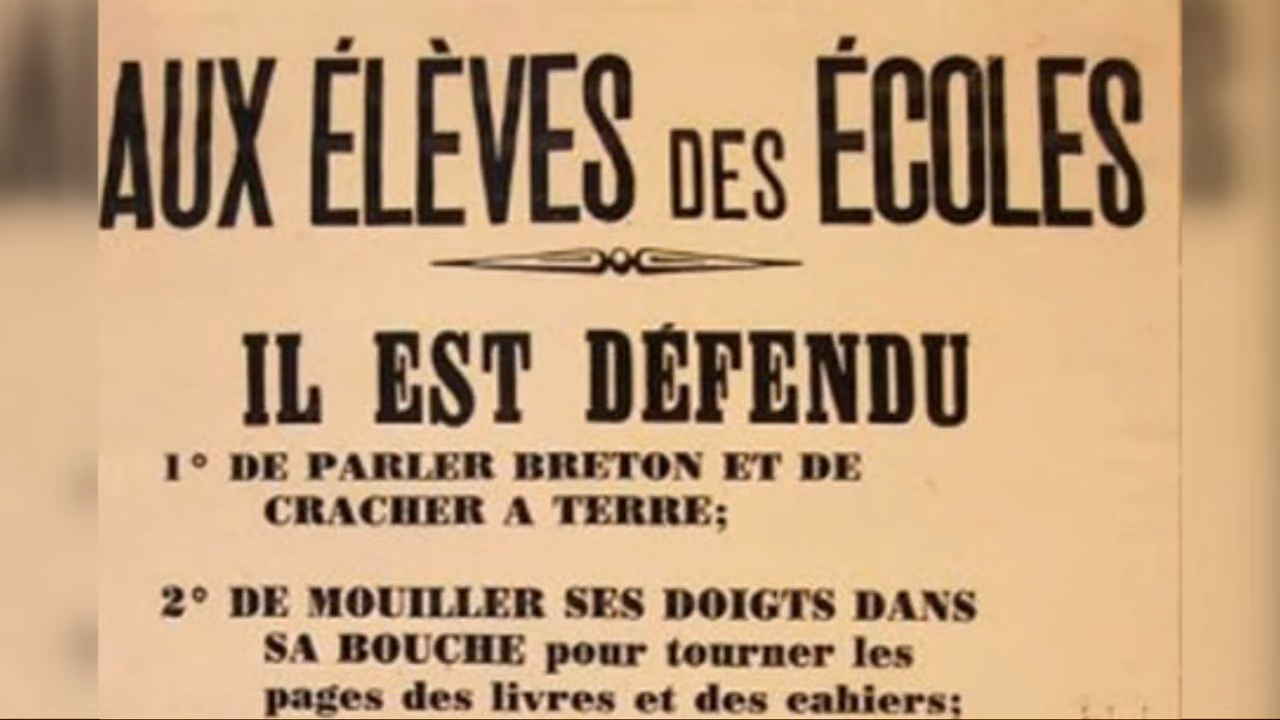 AUX ÉLÈVES DES ÉCOLES
IL EST DÉFENDU
1° DE PARLER BRETON ET DE
CRACHER A TERRE;
2° DE MOUILLER SES DOIGTS DANS
SA BOUCHE pour tourner les
pages des livres et des cahiers;